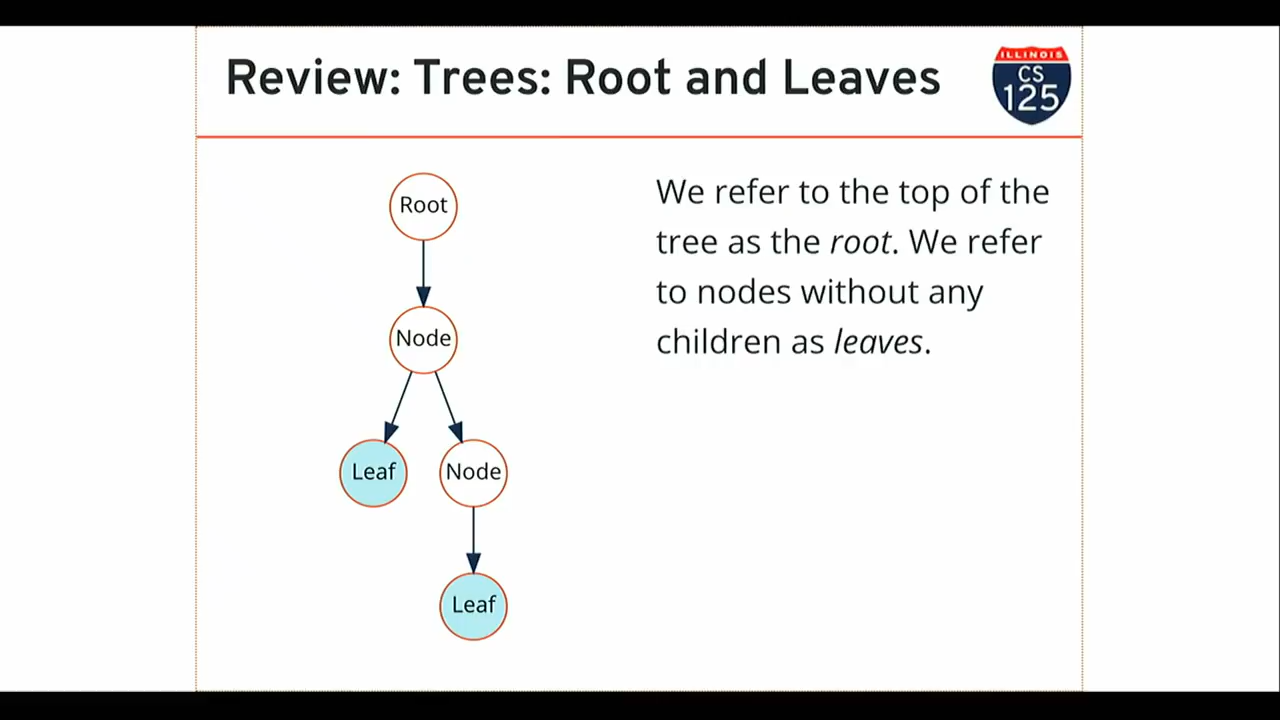 Review: Trees: Root and Leaves
ILLINOIS
CS
125
Root
Node
Leaf
Node
Leaf
We refer to the top of the
tree as the root. We refer
to nodes without any
children as leaves.